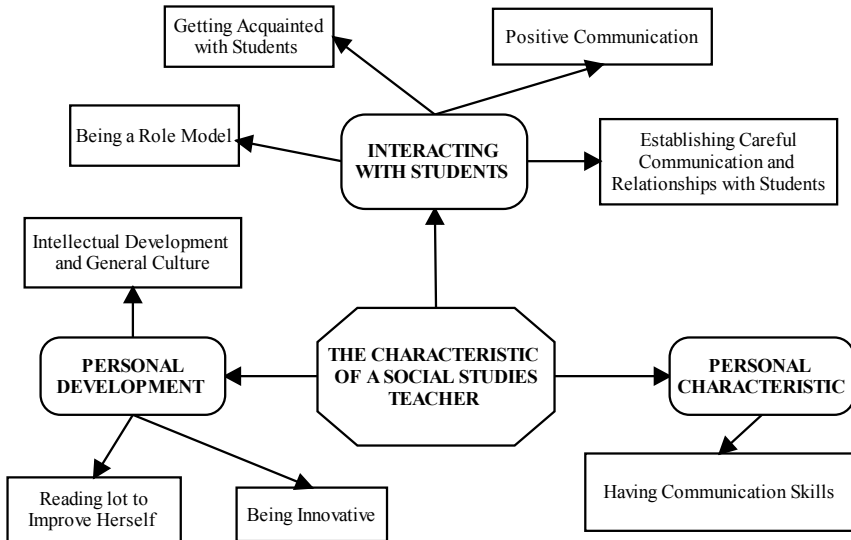 Getting Acquainted
with Students
Positive Communication
Being a Role Model
INTERACTING
WITH STUDENTS
Establishing Careful
Communication and
Relationships with Students
Intellectual Development
and General Culture
PERSONAL
DEVELOPMENT
THE CHARACTERISTIC
OF A SOCIAL STUDIES
TEACHER
PERSONAL
CHARACTERISTIC
Reading lot to
Improve Herself
Being Innovative
Having Communication Skills